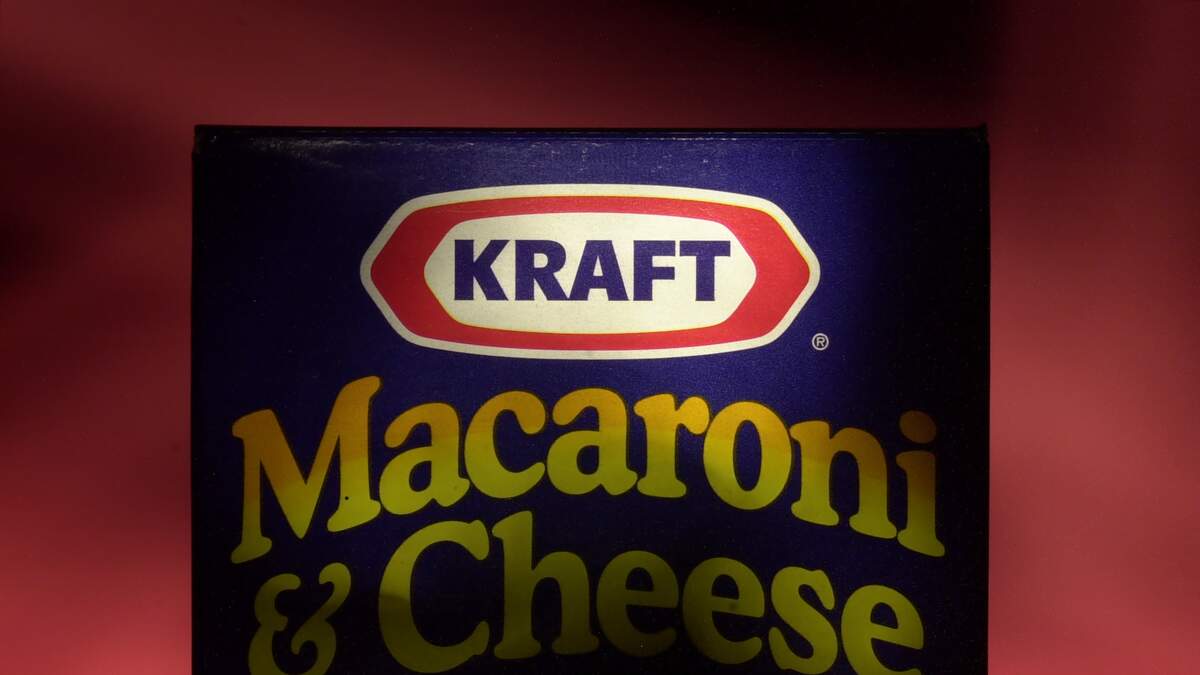 KRAFT
®
Macaroni
& Cheese